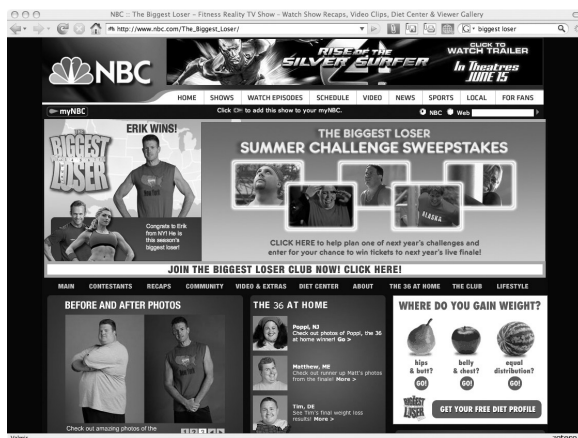 NBC :: The Biggest Loser – Fitness Reality TV Show - Watch Show Recaps, Video Clips, Diet Center & Viewer Gallery
http://www.nbc.com/The_Biggest_Loser/
biggest loser
NBC
RISE OF THE
SILVER SURFER
CLICK TO
WATCH TRAILER
In Theatres
JUNE 15
HOME SHOWS WATCH EPISODES SCHEDULE VIDEO NEWS SPORTS LOCAL FOR FANS
myNBC
Click to add this show to your myNBC.
NBC Web
THE BIGGEST LOSER
ERIK WINS!
Congrats to Erik
from NY! He is
this season's
biggest loser!
THE BIGGEST LOSER
SUMMER CHALLENGE SWEEPSTAKES
ALASKA
CLICK HERE to help plan one of next year's challenges and
enter for your chance to win tickets to next year's live finale!
JOIN THE BIGGEST LOSER CLUB NOW! CLICK HERE!
MAIN CONTESTANTS RECAPS COMMUNITY VIDEO & EXTRAS DIET CENTER ABOUT THE 36 AT HOME THE CLUB LIFESTYLE
BEFORE AND AFTER PHOTOS
Check out amazing photos of the
THE 36 AT HOME
Poppi, NJ
Check out photos of Poppi, the 36
at home winner! Go >
Matthew, ME
Check out runner up Matt's photos
from the finale! More >
Tim, DE
See Tim's final weight loss
results! More >
WHERE DO YOU GAIN WEIGHT?
hips
& butt?
GO!
belly
& chest?
GO!
equal
distribution?
GO!
BIGGEST
LOSER
GET YOUR FREE DIET PROFILE